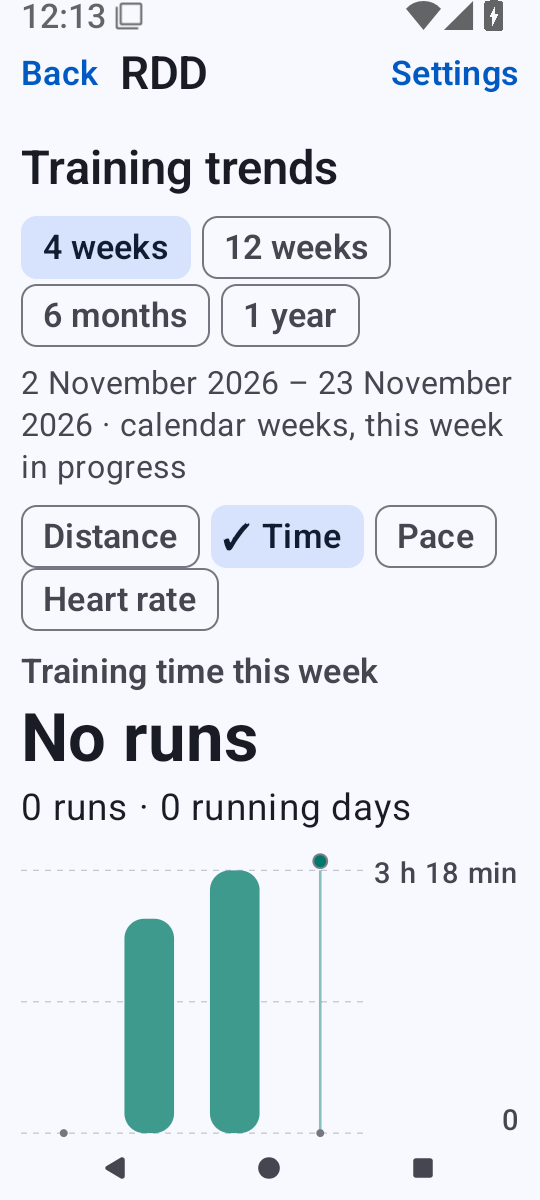 12:13
Back RDD Settings
Training trends
4 weeks 12 weeks
6 months 1 year
2 November 2026 – 23 November
2026 · calendar weeks, this week
in progress
Distance ✓ Time Pace
Heart rate
Training time this week
No runs
0 runs · 0 running days
3 h 18 min
0